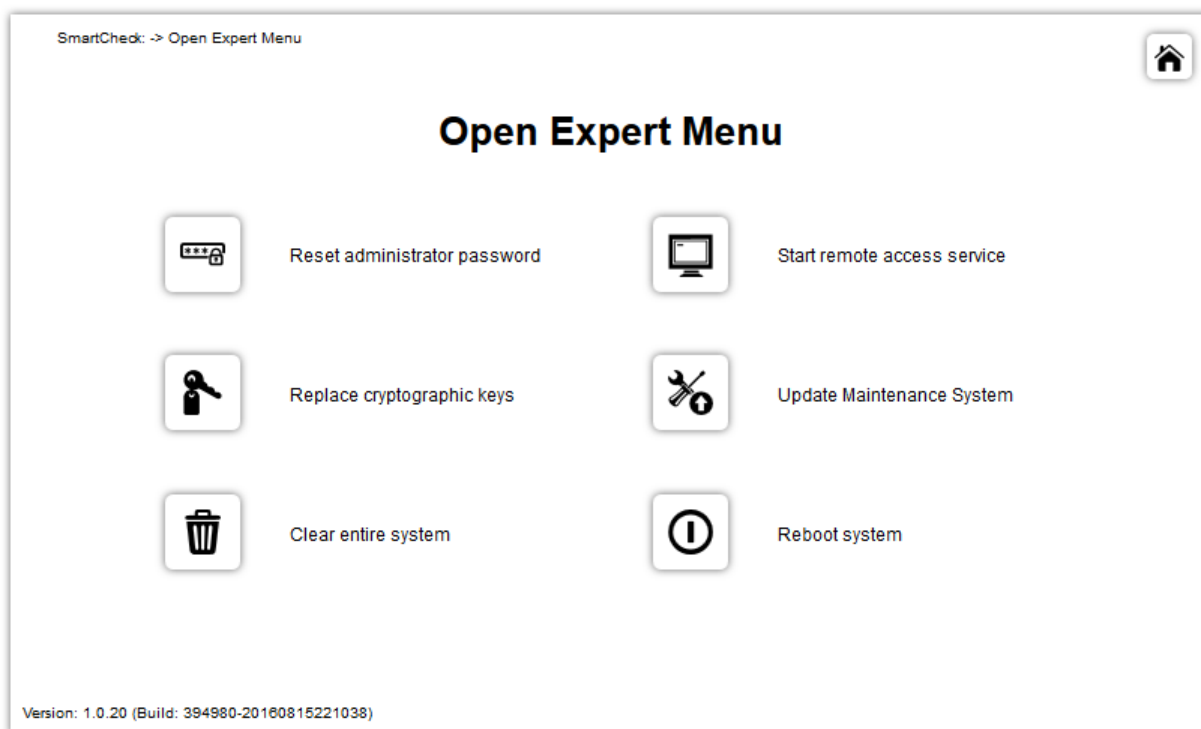 SmartCheck: -> Open Expert Menu
Open Expert Menu
Reset administrator password
Start remote access service
Replace cryptographic keys
Update Maintenance System
Clear entire system
Reboot system
Version: 1.0.20 (Build: 394980-20160815221038)